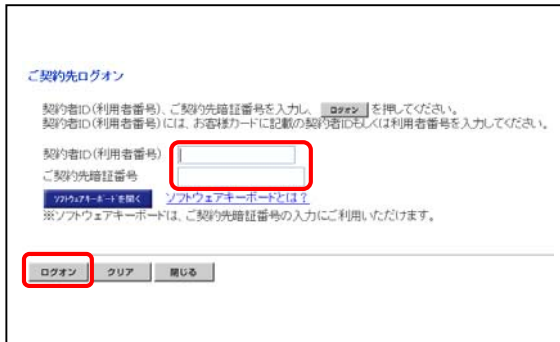 ご契約先ログオン
契約者ID(利用者番号)、ご契約先暗証番号を入力し、 ログオン を押してください。
契約者ID(利用者番号)には、お客様カードに記載の契約者IDもしくは利用者番号を入力してください。
契約者ID(利用者番号)
ご契約先暗証番号
ソフトウェアキーボードを開く ソフトウェアキーボードとは?
※ソフトウェアキーボードは、ご契約先暗証番号の入力にご利用いただけます。
ログオン クリア 閉じる